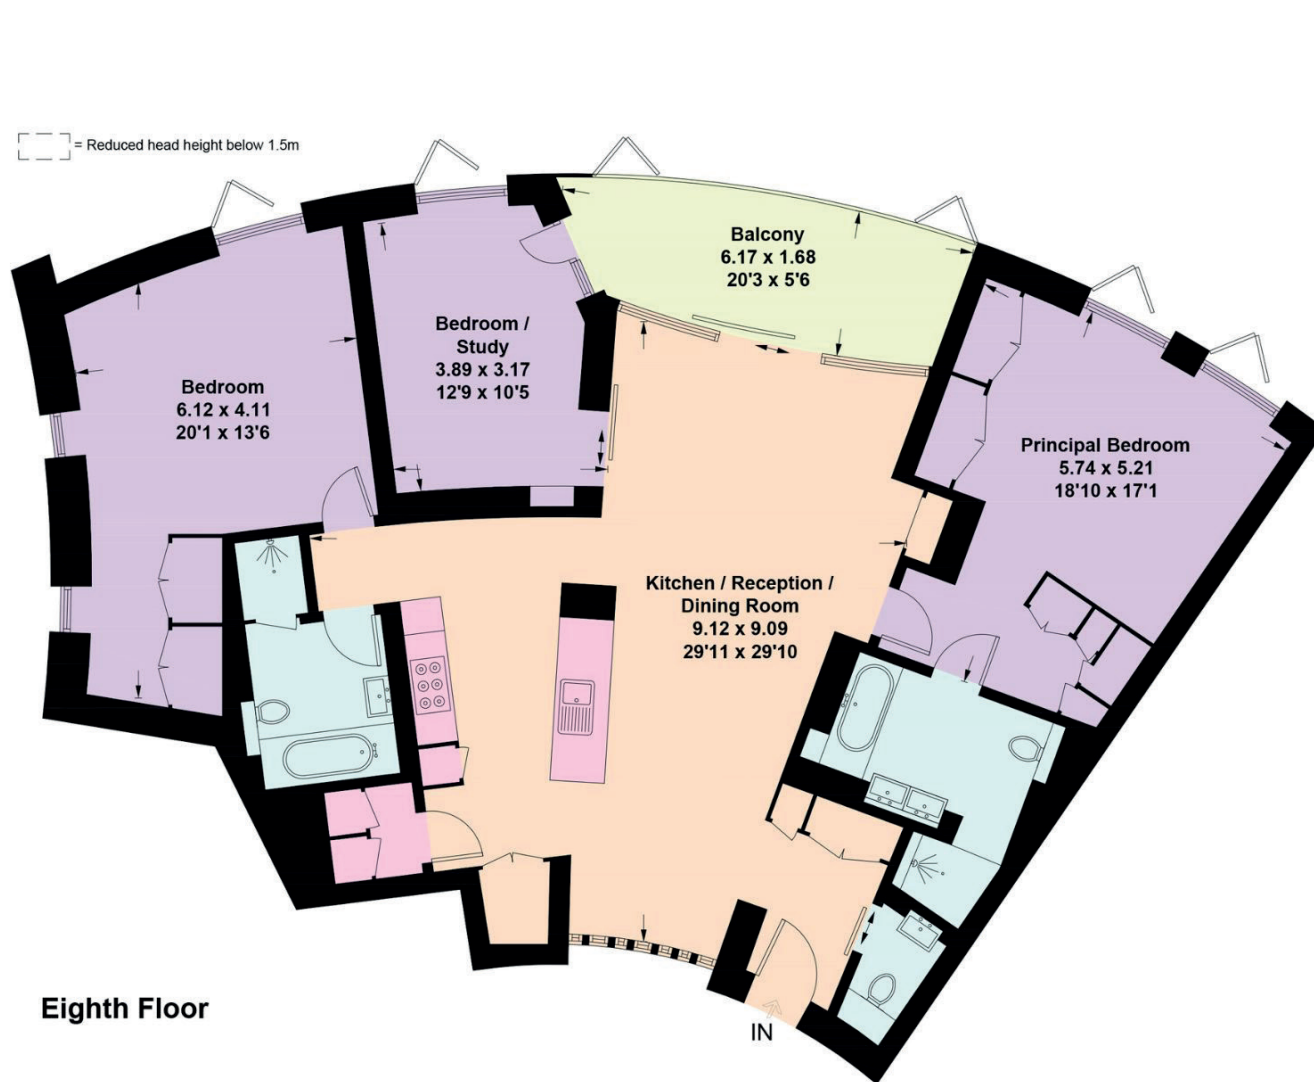 = Reduced head height below 1.5m
Balcony
6.17 x 1.68
20'3 x 5'6
Bedroom /
Study
3.89 x 3.17
12'9 x 10'5
Bedroom
6.12 x 4.11
20'1 x 13'6
Principal Bedroom
5.74 x 5.21
18'10 x 17'1
Kitchen / Reception /
Dining Room
9.12 x 9.09
29'11 x 29'10
Eighth Floor
IN